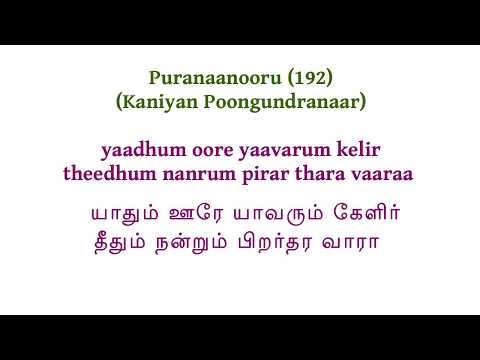 Puranaanooru (192)
(Kaniyan Poongundranaar)
yaadhum oore yaavarum kelir
theedhum nanrum pirar thara vaaraa
யாதும் ஊரே யாவரும் கேளிர்
தீதும் நன்றும் பிறர்தர வாரா